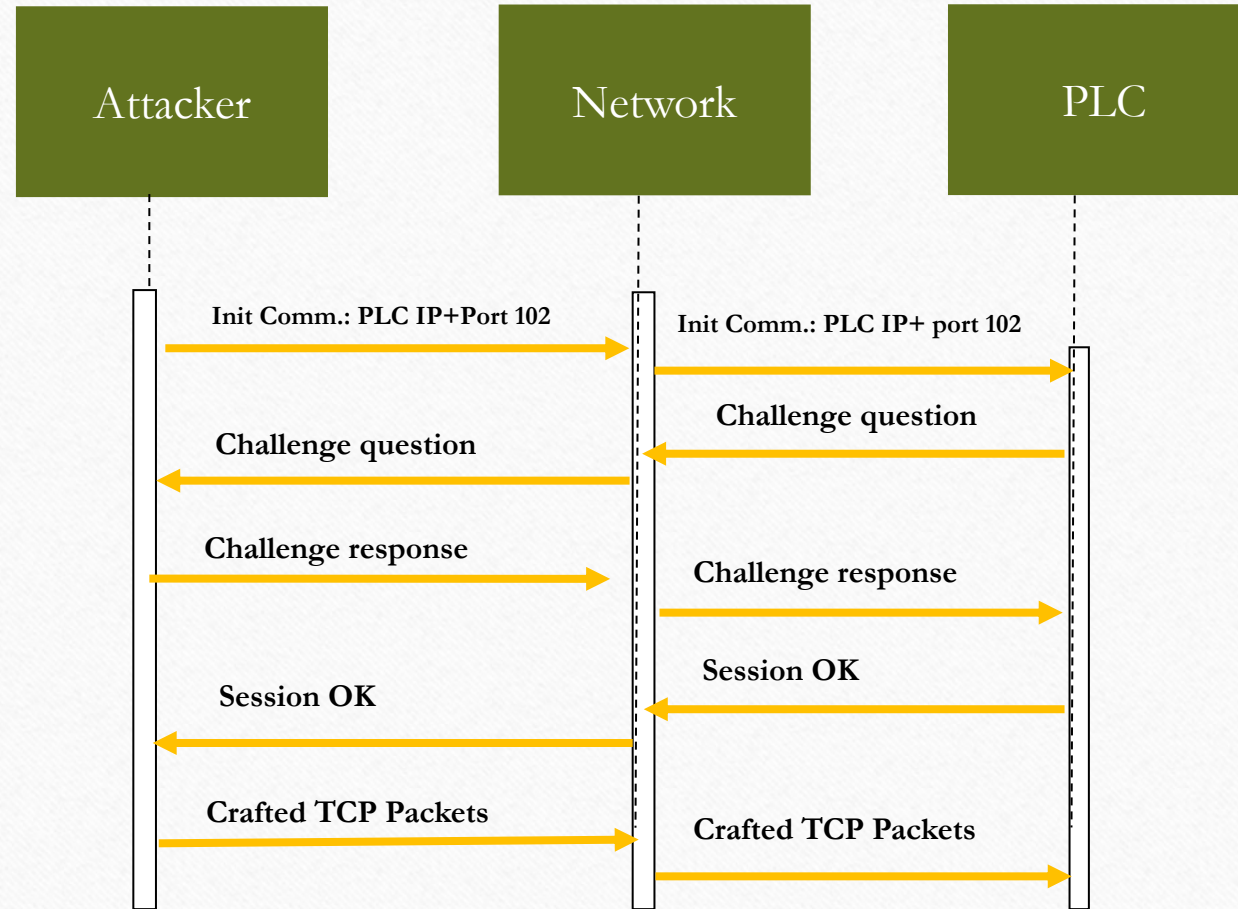 Attacker
Network
PLC
Init Comm.: PLC IP+Port 102
Init Comm.: PLC IP+ port 102
Challenge question
Challenge question
Challenge response
Challenge response
Session OK
Session OK
Crafted TCP Packets
Crafted TCP Packets